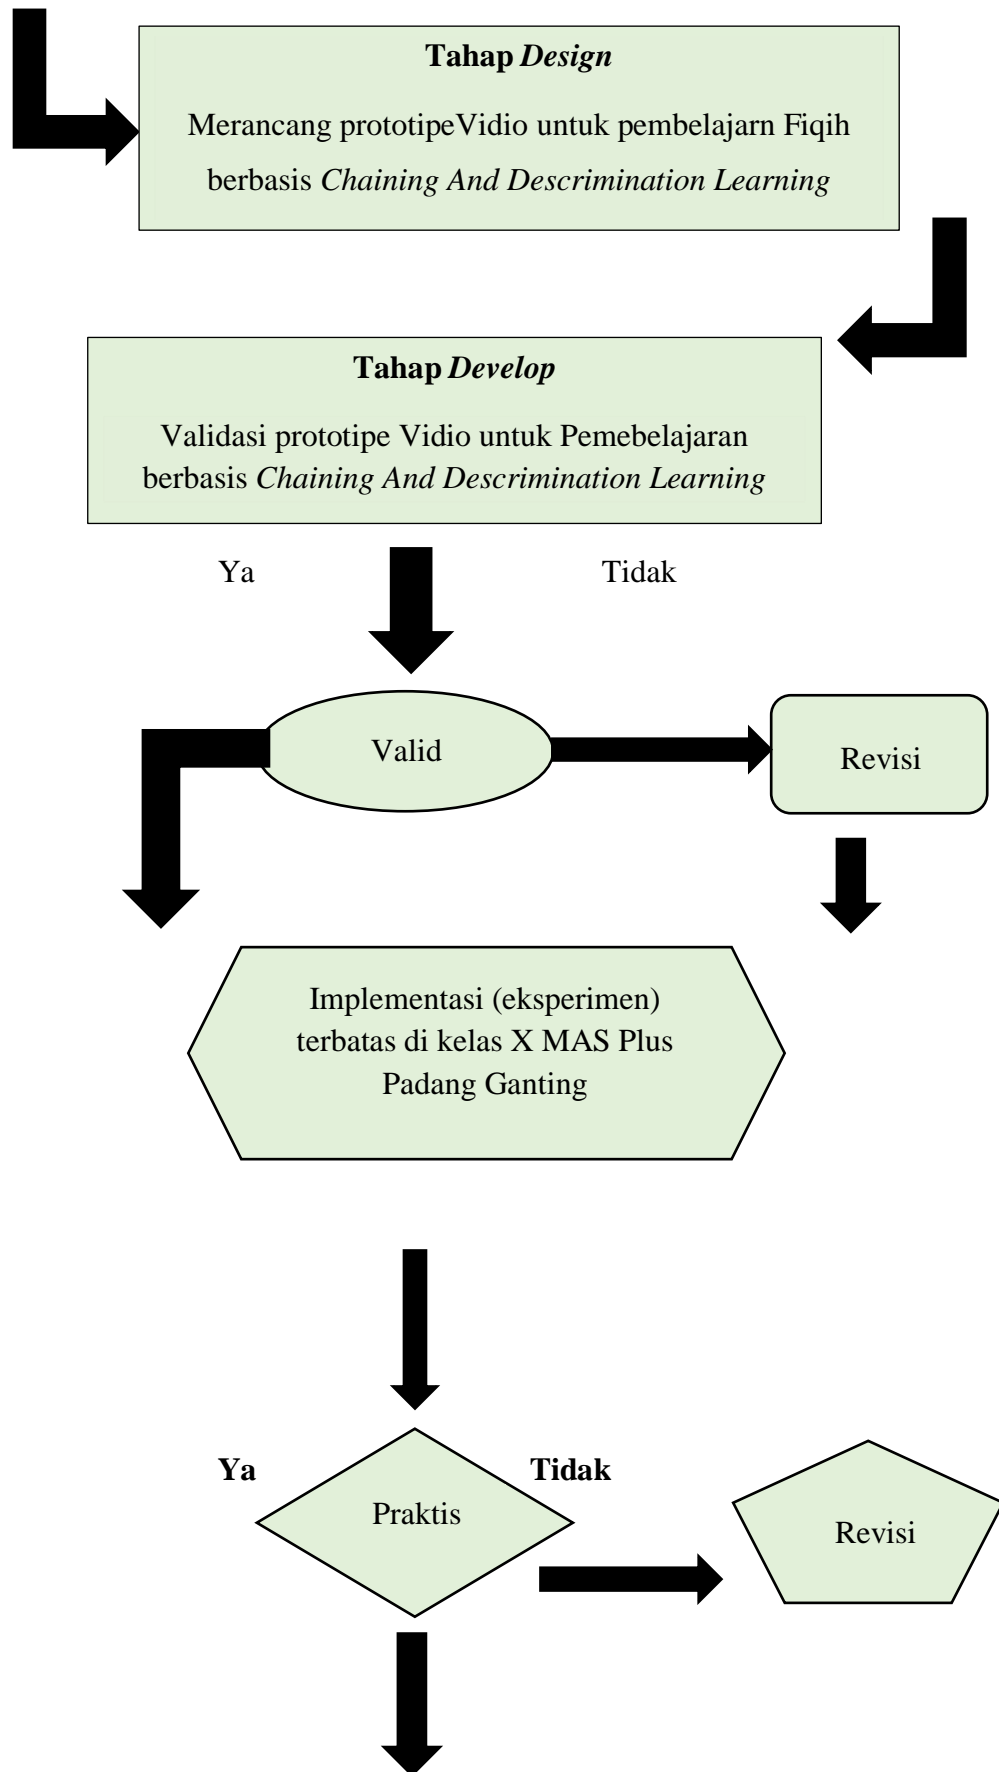 Tahap Design
Merancang prototipeVidio untuk pembelajarn Fiqih
berbasis Chaining And Descrimination Learning
Tahap Develop
Validasi prototipe Vidio untuk Pemebelajaran
berbasis Chaining And Descrimination Learning
Ya
Tidak
Valid
Revisi
Implementasi (eksperimen)
terbatas di kelas X MAS Plus
Padang Ganting
Ya
Tidak
Praktis
Revisi